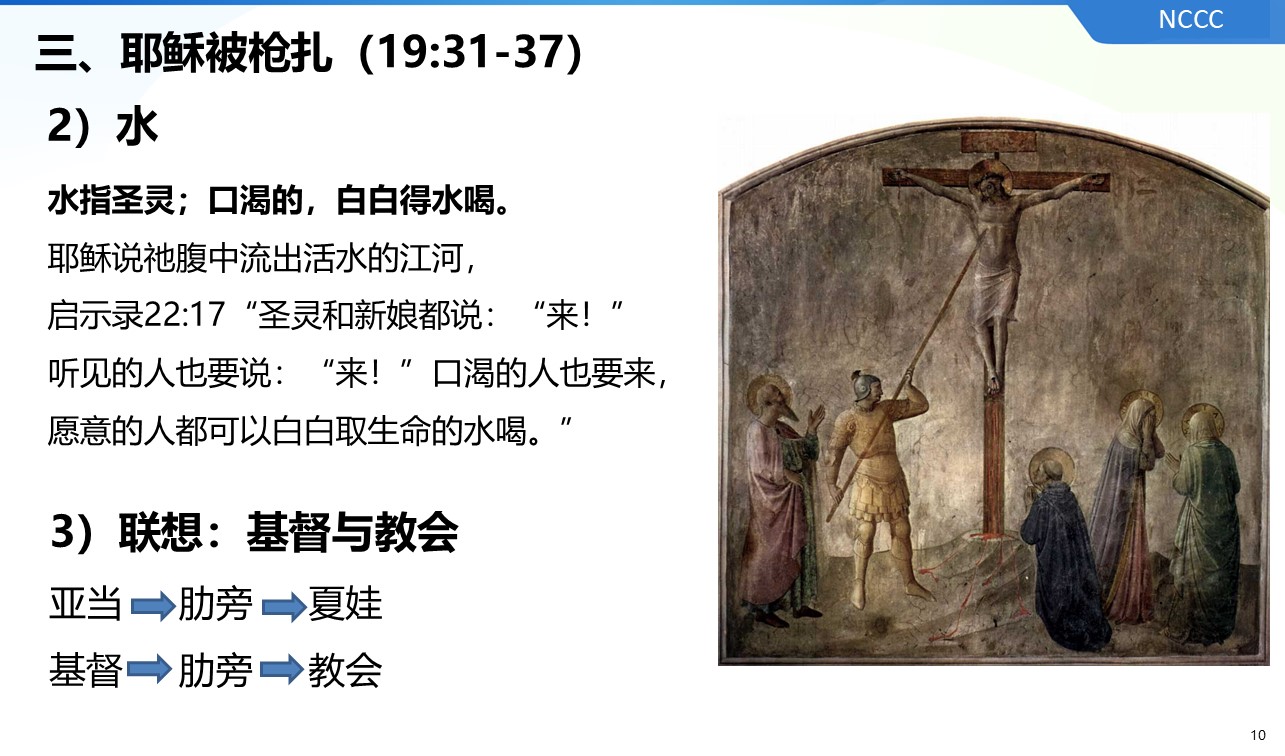 NCCC
三、耶稣被枪扎（19:31-37）
2）水
水指圣灵；口渴的，白白得水喝。
耶稣说祂腹中流出活水的江河，
启示录22:17“圣灵和新娘都说：“来！”
听见的人也要说：“来！”口渴的人也要来，
愿意的人都可以白白取生命的水喝。”
3）联想：基督与教会
亚当 肋旁 夏娃
基督 肋旁 教会
10